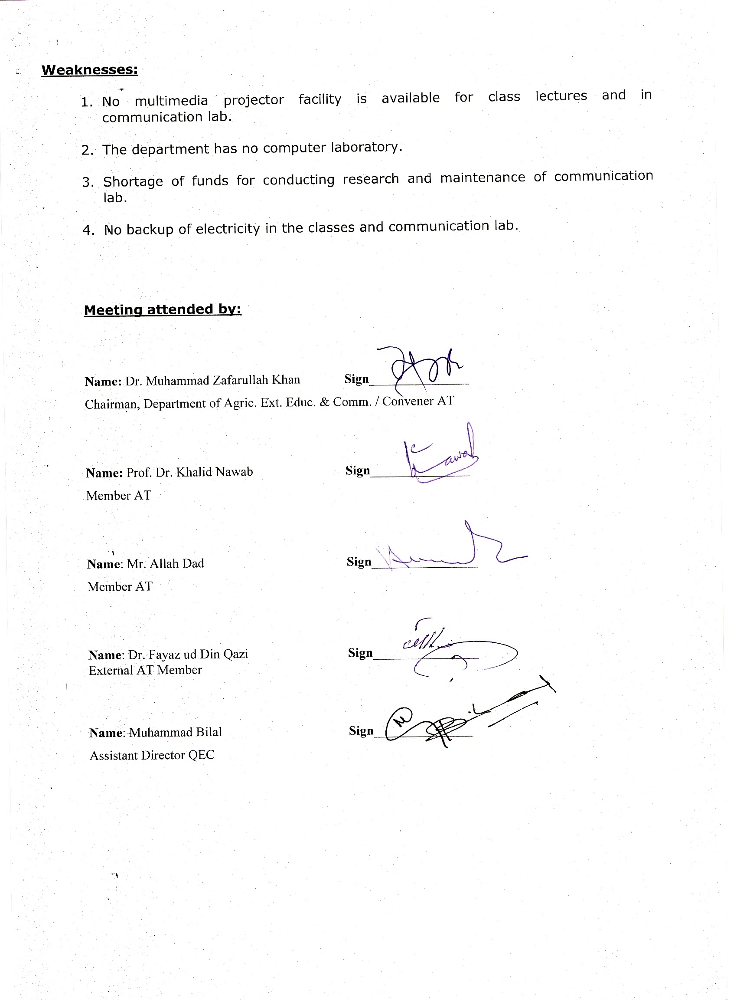 Weaknesses:
1. No multimedia projector facility is available for class lectures and in
communication lab.
2. The department has no computer laboratory.
3. Shortage of funds for conducting research and maintenance of communication
lab.
4. No backup of electricity in the classes and communication lab.
Meeting attended by:
Name: Dr. Muhammad Zafarullah Khan Sign
Chairman, Department of Agric. Ext. Educ. & Comm. / Convener AT
Name: Prof. Dr. Khalid Nawab Sign
Member AT
Name: Mr. Allah Dad Sign
Member AT
Name: Dr. Fayaz ud Din Qazi Sign
External AT Member
Name: Muhammad Bilal Sign
Assistant Director QEC